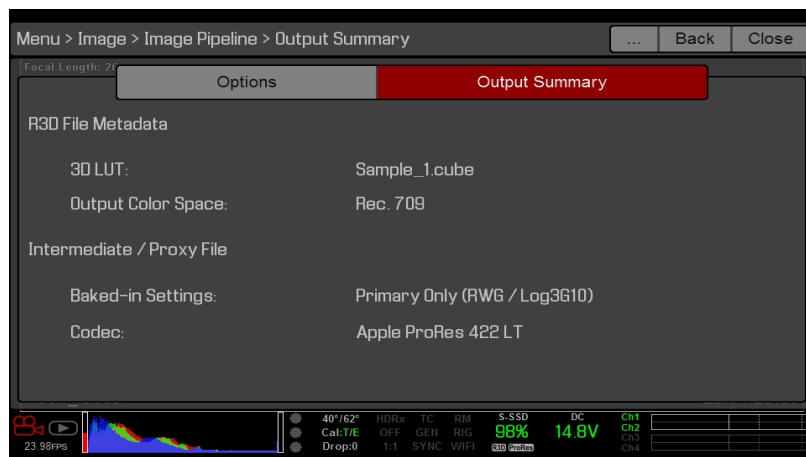 Menu > Image > Image Pipeline > Output Summary ... Back Close
Focal Length: 26
Options Output Summary
R3D File Metadata
3D LUT: Sample_1.cube
Output Color Space: Rec. 709
Intermediate / Proxy File
Baked-in Settings: Primary Only (RWG / Log3G10)
Codec: Apple ProRes 422 LT
40°/62° HDRx TC RM S-SSD DC Ch1
Cal:T/E OFF GEN RIG 98% 14.8V Ch2
Ch3
23.98FPS Drop:0 1:1 SYNC WIFI R3D ProRes Ch4